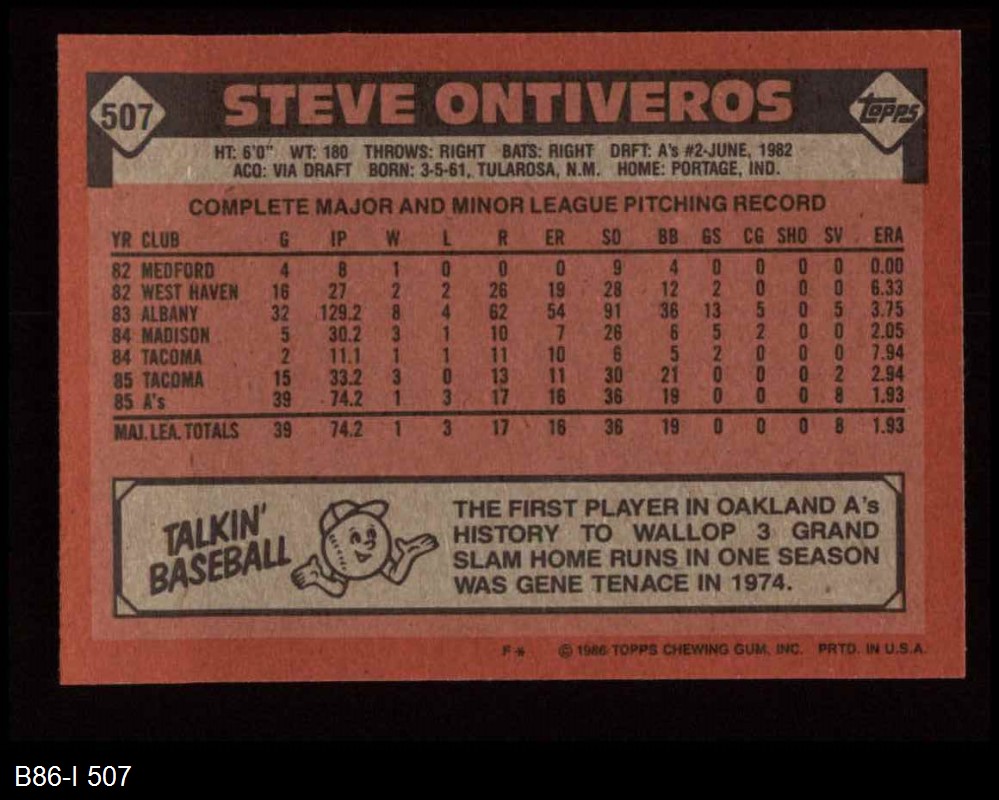 507 STEVE ONTIVEROS TOPPS
HT: 6'0" WT: 180 THROWS: RIGHT BATS: RIGHT DRFT: A's #2-JUNE, 1982
ACQ: VIA DRAFT BORN: 3-5-61, TULAROSA, N.M. HOME: PORTAGE, IND.
COMPLETE MAJOR AND MINOR LEAGUE PITCHING RECORD
YR CLUB G IP W L R ER SO BB GS CG SHO SV ERA
82 MEDFORD 4 8 1 0 0 0 9 4 0 0 0 0 0.00
82 WEST HAVEN 16 27 2 2 26 19 28 12 2 0 0 0 6.33
83 ALBANY 32 129.2 8 4 62 54 91 36 13 5 0 5 3.75
84 MADISON 5 30.2 3 1 10 7 26 6 5 2 0 0 2.05
84 TACOMA 2 11.1 1 1 11 10 6 5 2 0 0 0 7.94
85 TACOMA 15 33.2 3 0 13 11 30 21 0 0 0 2 2.94
85 A's 39 74.2 1 3 17 16 36 19 0 0 0 8 1.93
MAJ. LEA. TOTALS 39 74.2 1 3 17 16 36 19 0 0 0 8 1.93
TALKIN'
BASEBALL
THE FIRST PLAYER IN OAKLAND A's
HISTORY TO WALLOP 3 GRAND
SLAM HOME RUNS IN ONE SEASON
WAS GENE TENACE IN 1974.
F* © 1986 TOPPS CHEWING GUM, INC. PRTD. IN U.S.A.
B86-I 507